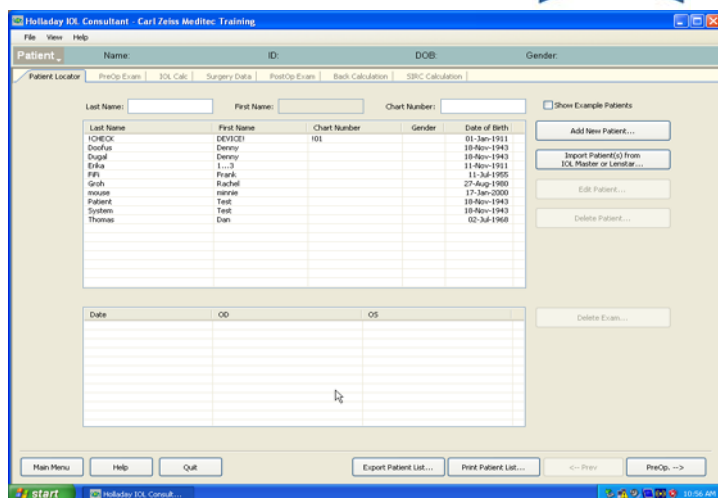 Holladay IOL Consultant - Carl Zeiss Meditec Training
File View Help
Patient Name: ID: DOB: Gender:
Patient Locator PreOp Exam IOL Calc Surgery Data PostOp Exam Back Calculation SIRC Calculation
Last Name: First Name: Chart Number: Show Example Patients
Last Name First Name Chart Number Gender Date of Birth
!CHECK DEVICE! !01 01-Jan-1911
Doofus Denny 18-Nov-1943
Dugal Denny 18-Nov-1943
Erika 1...3 11-Nov-1911
FiFi Frank 11-Jul-1955
Groh Rachel 27-Aug-1980
mouse minnie 17-Jan-2000
Patient Test 18-Nov-1943
System Test 18-Nov-1943
Thomas Dan 02-Jul-1968
Add New Patient...
Import Patient(s) from
IOL Master or Lenstar...
Edit Patient...
Delete Patient...
Date OD OS
Delete Exam...
Main Menu Help Quit Export Patient List... Print Patient List... <-- Prev PreOp. -->
start Holladay IOL Consult... 10:56 AM